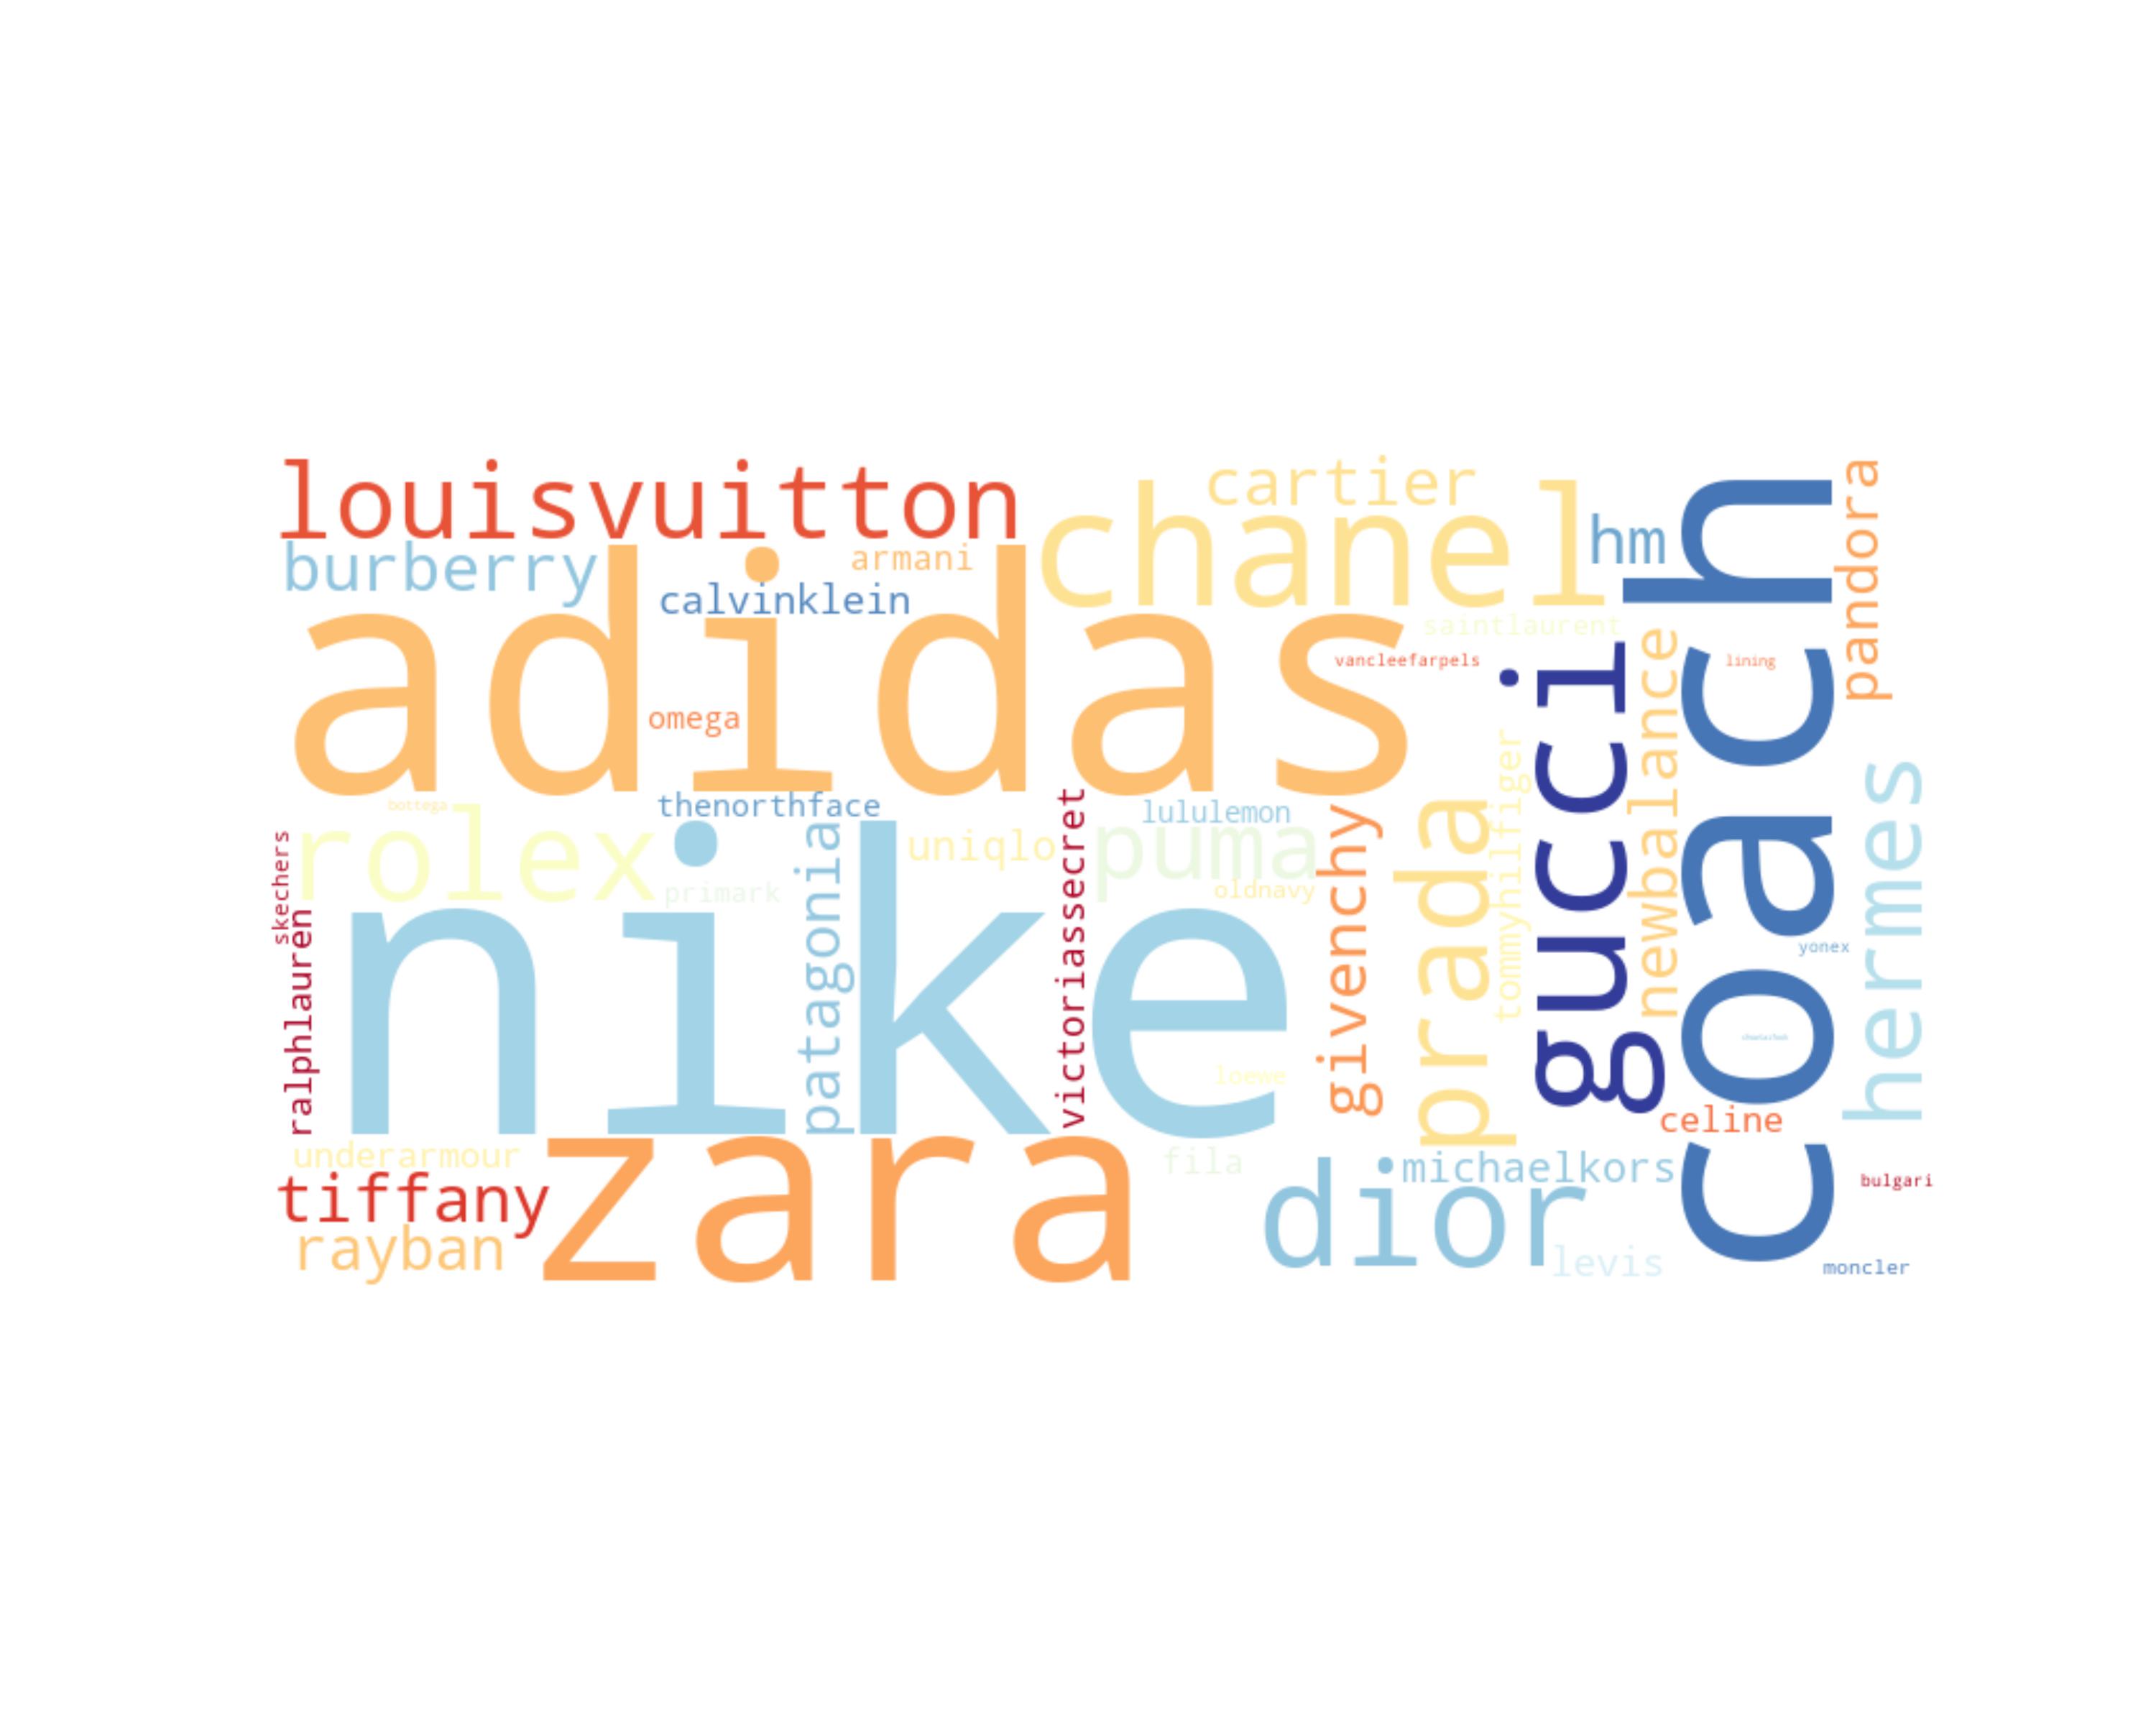 louisvuitton
cartier
chanel
hm
pandora
burberry
armani
calvinklein
adidas
saintlaurent
vancleefarpels
lining
omega
coach
gucci
newbalance
tommyhilfiger
bottega
thenorthface
lululemon
rolex
uniqlo
puma
primark
oldnavy
skechers
ralphlauren
patagonia
victoriassecret
givenchy
prada
hermes
yonex
nike
loewe
celine
underarmour
fila
michaelkors
tiffany
zara
dior
bulgari
rayban
levis
moncler